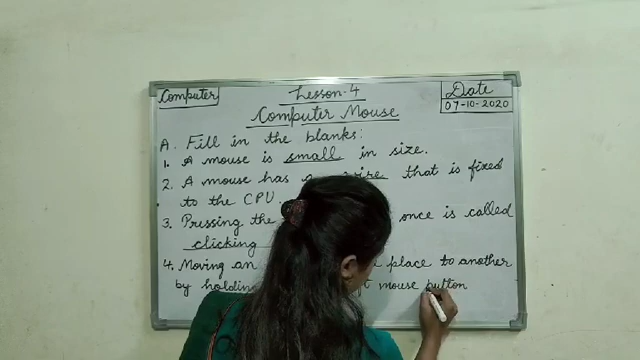 Computer
Lesson-4
Date
07-10-2020
Computer Mouse
A. Fill in the blanks:
1. A mouse is small in size.
2. A mouse has a wire that is fixed
to the CPU.
3. Pressing the once is called
clicking
4. Moving an place to another
by holding mouse button